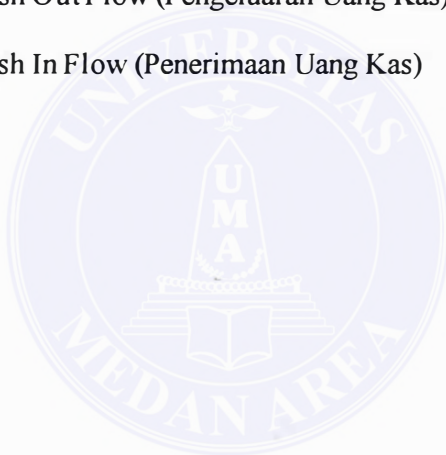 sh Out Flow (Pengeluaran Uang Kas)
sh In Flow (Penerimaan Uang Kas)
UNIVERSITAS
UMA
MEDAN AREA